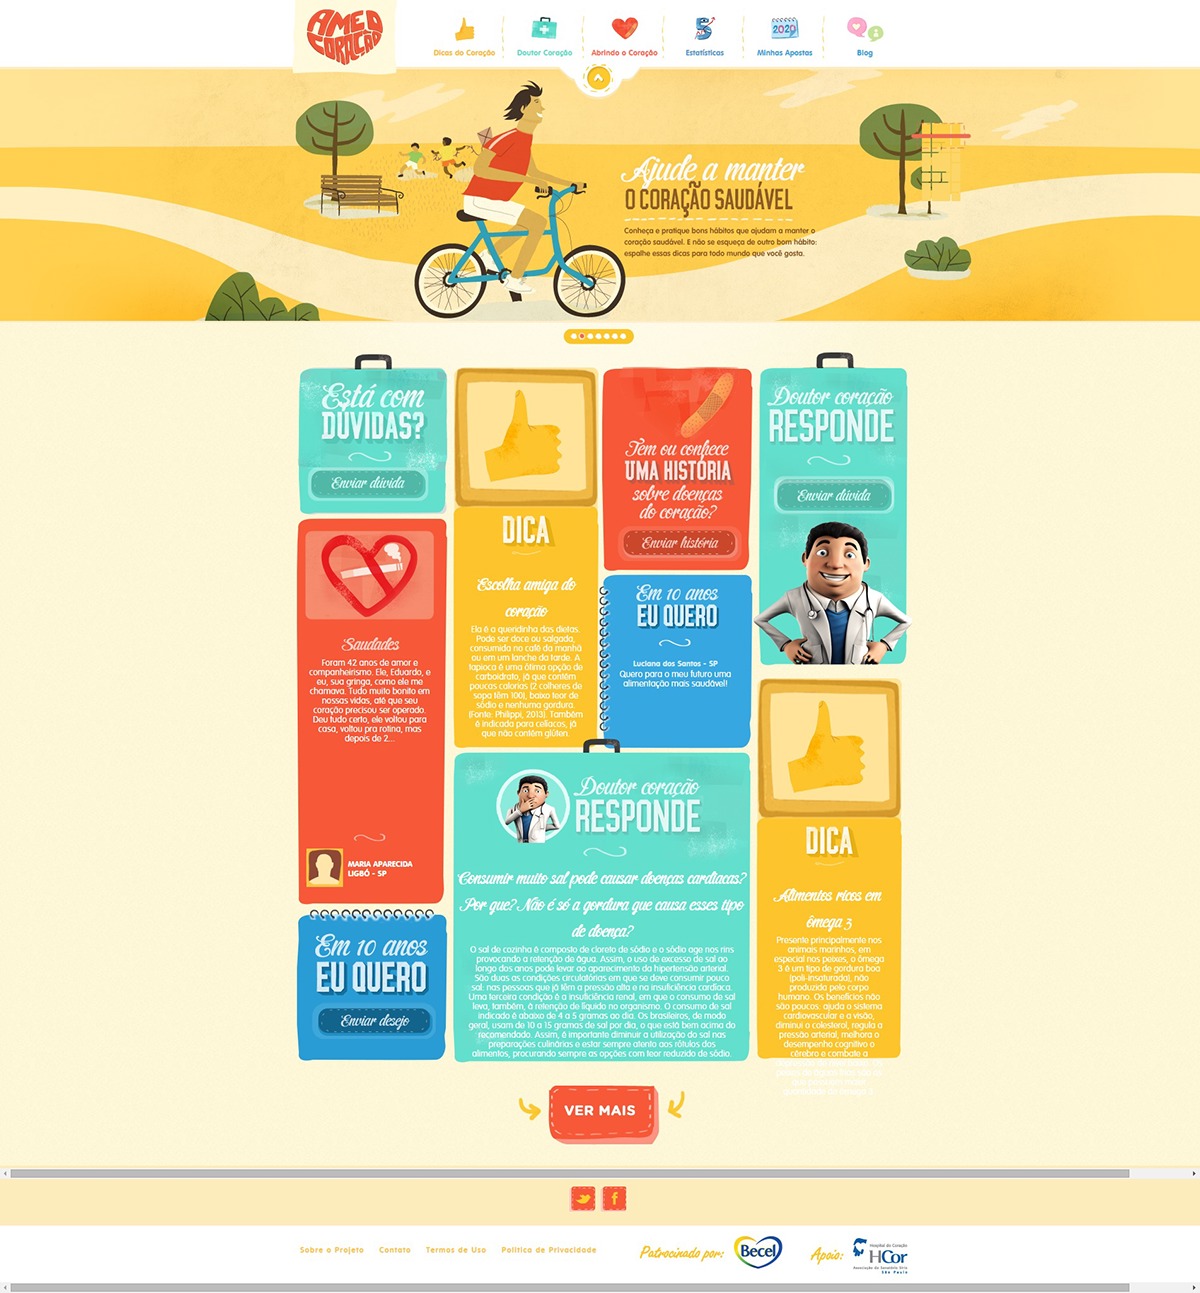 AME O
CORAÇÃO
Dicas do Coração
Doutor Coração
Abrindo o Coração
Estatísticas
2020
Minhas Apostas
Blog
Ajude a manter
O CORAÇÃO SAUDÁVEL
Conheça e pratique bons hábitos que ajudam a manter o
coração saudável. E não se esqueça de outro bom hábito:
espalhe essas dicas para todo mundo que você gosta.
Está com
DÚVIDAS?
Enviar dúvida
Saudades
Foram 42 anos de amor e
companheirismo. Ele, Eduardo, e
eu, sua gringa, como ele me
chamava. Tudo muito bonito em
nossas vidas, até que seu
coração precisou ser operado.
Deu tudo certo, ele voltou para
casa, voltou pra rotina, mas
depois de 2...
MARIA APARECIDA
LIGBÓ - SP
Em 10 anos
EU QUERO
Enviar desejo
DICA
Escolha amiga do
coração
Ela é a queridinha das dietas.
Pode ser doce ou salgada,
consumida no café da manhã
ou em um lanche da tarde. A
tapioca é uma ótima opção de
carboidrato, já que contém
poucas calorias (2 colheres de
sopa têm 100), baixo teor de
sódio e nenhuma gordura.
(Fonte: Philippi, 2013). Também
é indicada para celíacos, já
que não contém glúten.
Tem ou conhece
UMA HISTÓRIA
sobre doenças
do coração?
Enviar história
Em 10 anos
EU QUERO
Luciana dos Santos - SP
Quero para o meu futuro uma
alimentação mais saudável!
Doutor coração
RESPONDE
Enviar dúvida
Doutor coração
RESPONDE
Consumir muito sal pode causar doenças cardíacas?
Por que? Não é só a gordura que causa esses tipo
de doença?
O sal de cozinha é composto de cloreto de sódio e o sódio age nos rins
provocando a retenção de água. Assim, o uso de excesso de sal ao
longo dos anos pode levar ao aparecimento da hipertensão arterial.
São duas as condições circulatórias em que se deve consumir pouco
sal: nas pessoas que já têm a pressão alta e na insuficiência cardíaca.
Uma terceira condição é a insuficiência renal, em que o consumo de sal
leva, também, à retenção de líquido no organismo. O consumo de sal
indicado é abaixo de 4 a 5 gramas ao dia. Os brasileiros, de modo
geral, usam de 10 a 15 gramas de sal por dia, o que está bem acima do
recomendado. Assim, é importante diminuir a utilização do sal nas
preparações culinárias e estar sempre atento aos rótulos dos
alimentos, procurando sempre as opções com teor reduzido de sódio.
DICA
Alimentos ricos em
ômega 3
Presente principalmente nos
animais marinhos, em
especial nos peixes, o ômega
3 é um tipo de gordura boa
(poli-insaturada), não
produzida pelo corpo
humano. Os benefícios não
são poucos: ajuda o sistema
cardiovascular e a visão,
diminui o colesterol, regula a
pressão arterial, melhora o
desempenho cognitivo o
cérebro e combate a
VER MAIS
Sobre o Projeto
Contato
Termos de Uso
Política de Privacidade
Patrocinado por:
Becel
Apoio:
Hospital do Coração
HCor
Associação do Sanatório Sírio
São Paulo